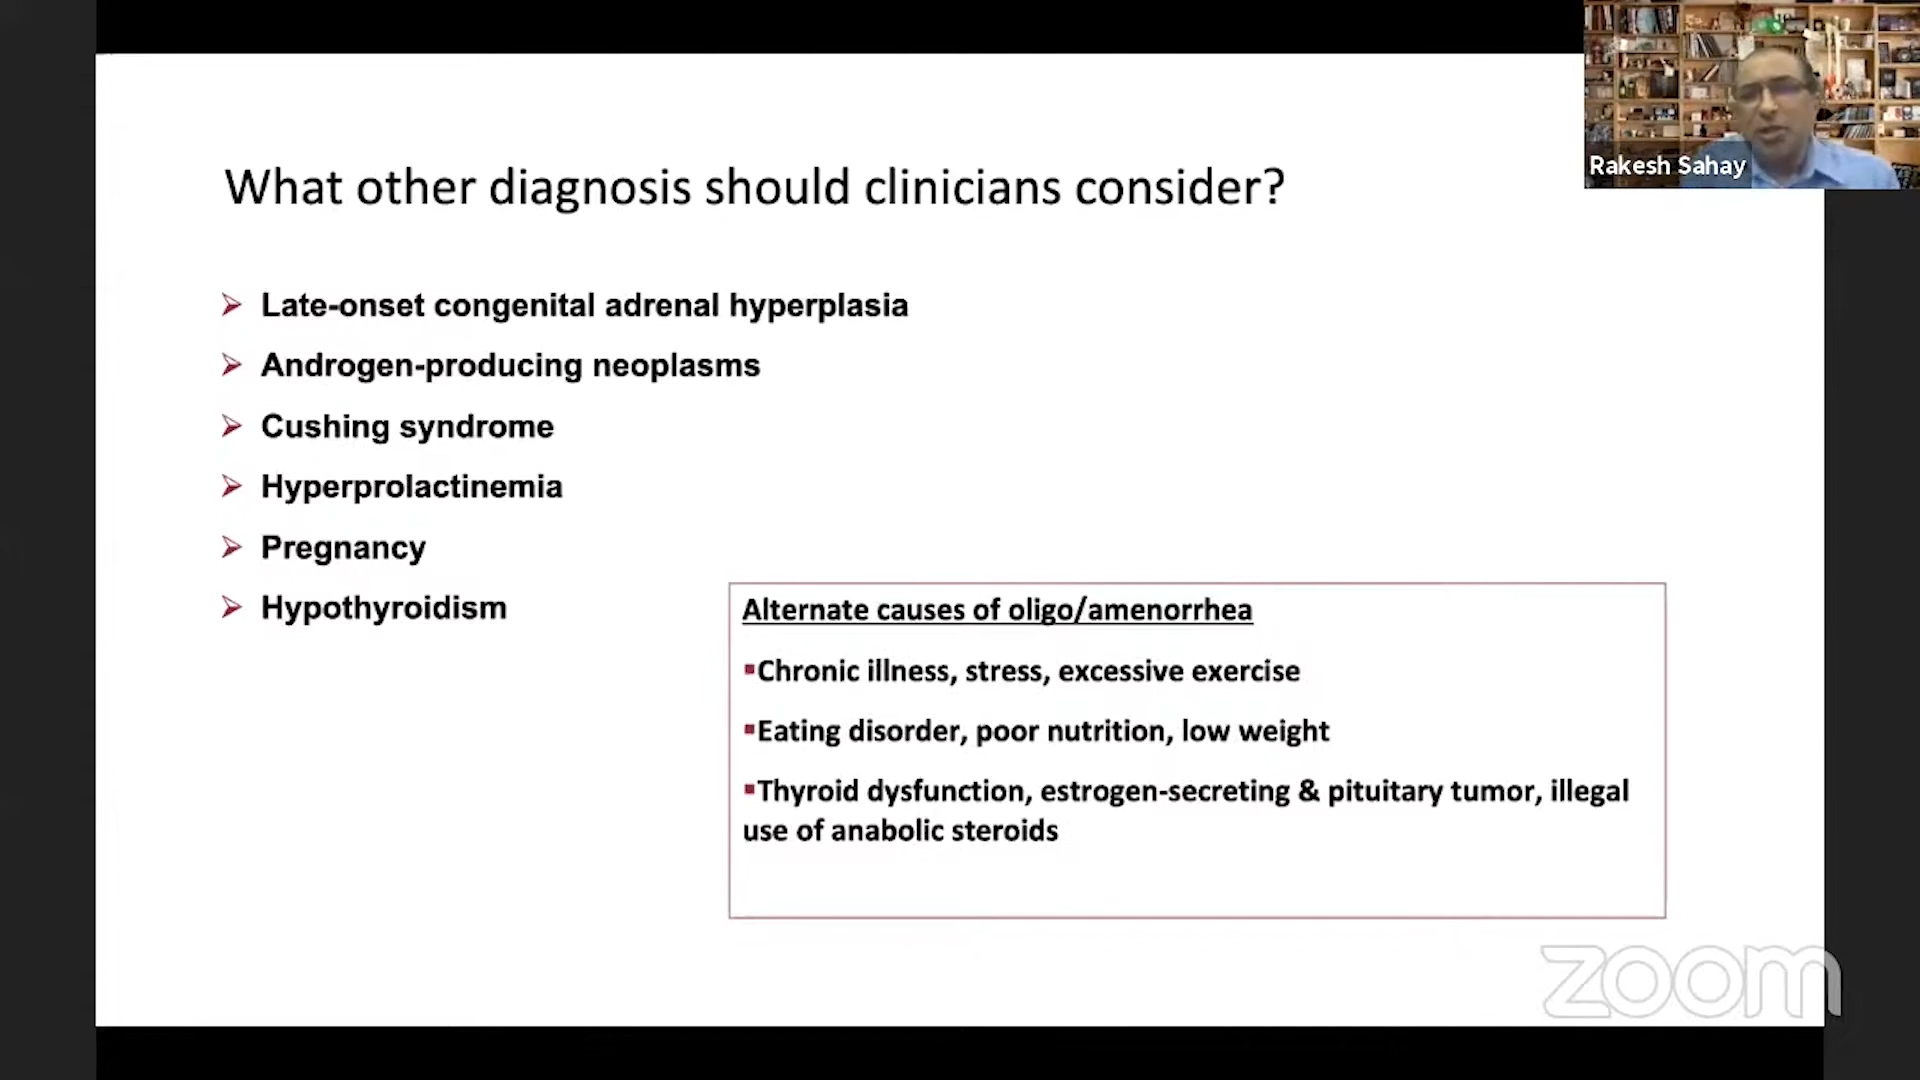 What other diagnosis should clinicians consider?
Rakesh Sahay
Late-onset congenital adrenal hyperplasia
Androgen-producing neoplasms
Cushing syndrome
Hyperprolactinemia
Pregnancy
Hypothyroidism
Alternate causes of oligo/amenorrhea
Chronic illness, stress, excessive exercise
Eating disorder, poor nutrition, low weight
Thyroid dysfunction, estrogen-secreting & pituitary tumor, illegal
use of anabolic steroids
zoom